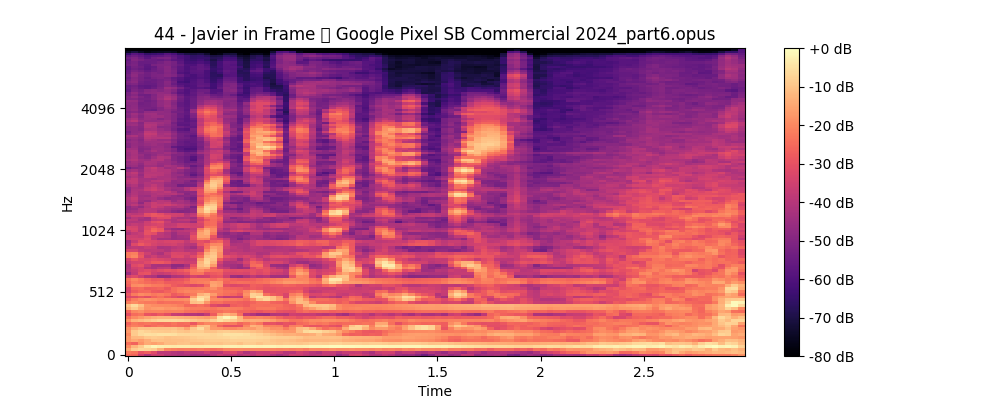 44 - Javier in Frame ▯ Google Pixel SB Commercial 2024_part6.opus
Hz
4096
2048
1024
512
0
0 0.5 1 1.5 2 2.5
Time
+0 dB
-10 dB
-20 dB
-30 dB
-40 dB
-50 dB
-60 dB
-70 dB
-80 dB